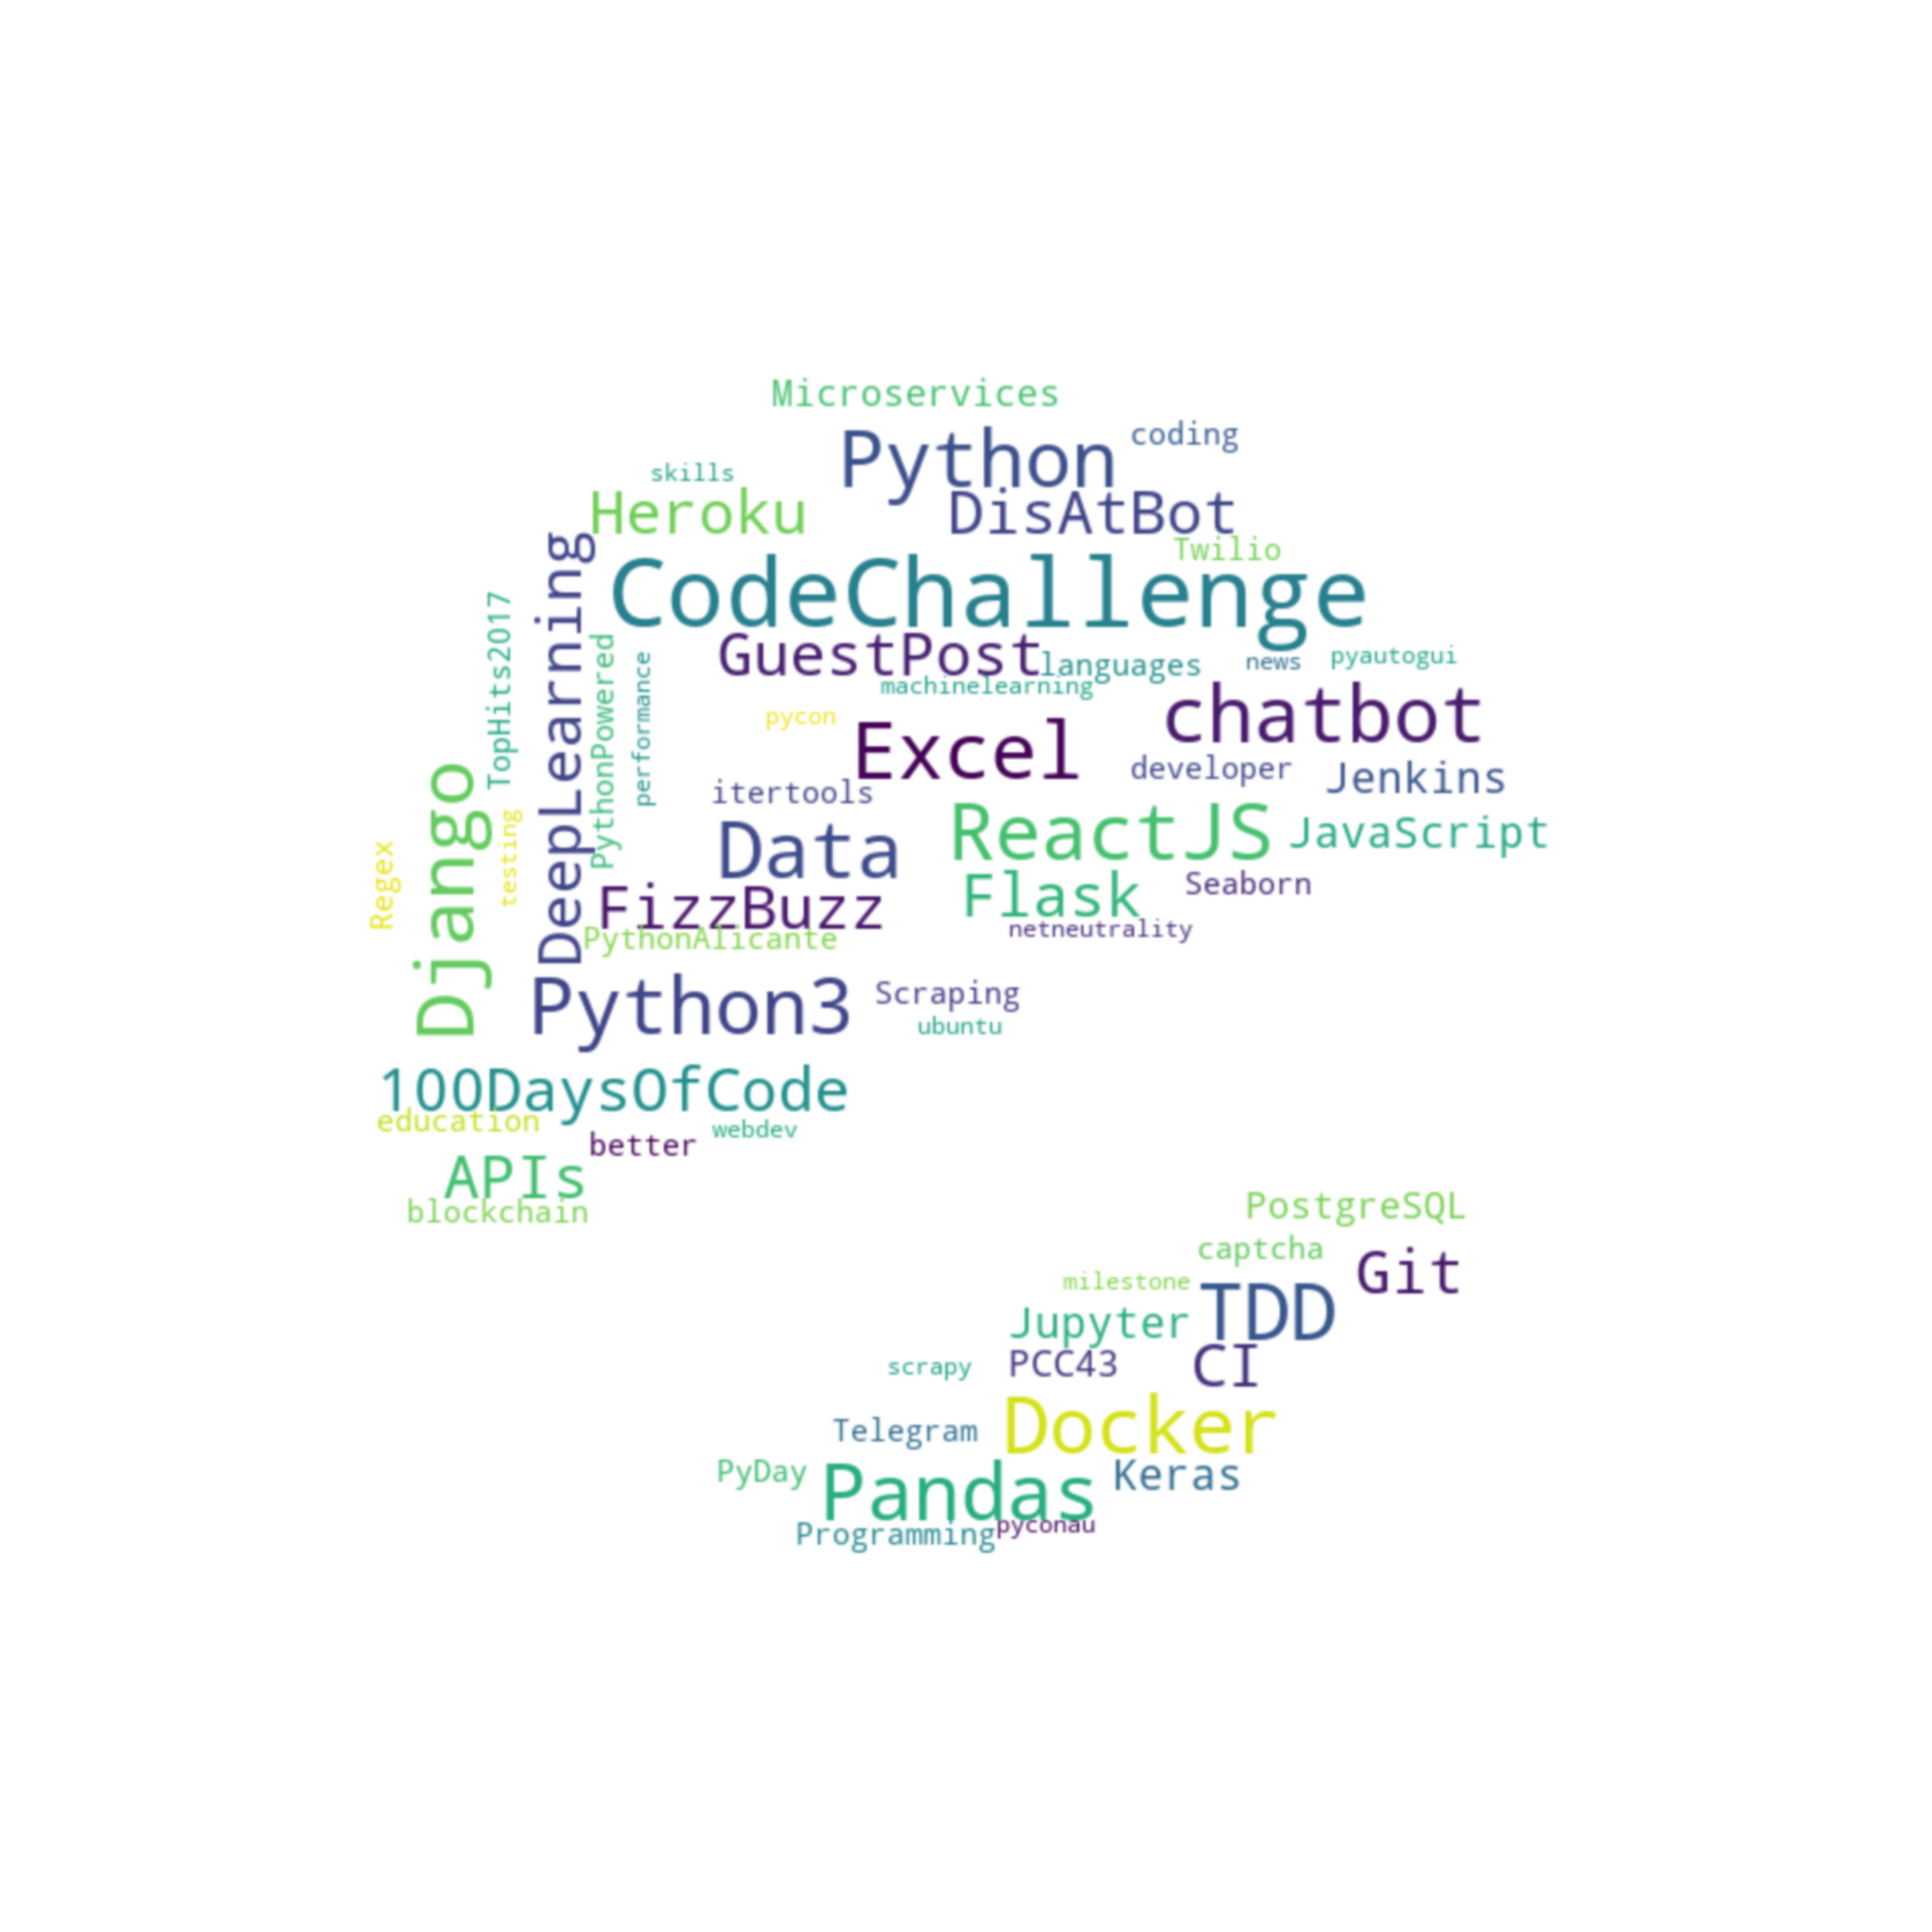 Microservices
Python
coding
skills
Heroku
DisAtBot
Twilio
CodeChallenge
DeepLearning
TopHits2017
PythonPowered
performance
GuestPost
languages
news
pyautogui
machinelearning
pycon
chatbot
Excel
developer
Jenkins
itertools
Django
testing
Regex
Data
ReactJS
JavaScript
FizzBuzz
Flask
Seaborn
PythonAlicante
netneutrality
Python3
Scraping
ubuntu
100DaysOfCode
education
better
webdev
APIs
blockchain
PostgreSQL
captcha
Git
milestone
TDD
Jupyter
scrapy
PCC43
CI
Docker
Telegram
PyDay
Pandas
Keras
Programming
pyconau